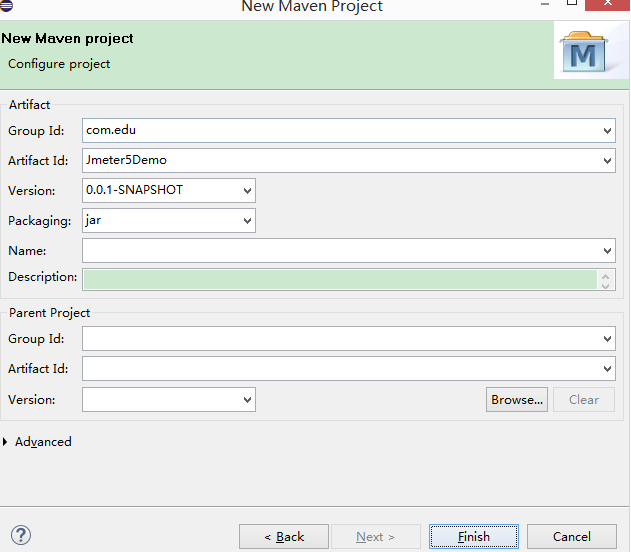 New Maven Project
New Maven project
Configure project
M
Artifact
Group Id: com.edu
Artifact Id: Jmeter5Demo
Version: 0.0.1-SNAPSHOT
Packaging: jar
Name:
Description:
Parent Project
Group Id:
Artifact Id:
Version: Browse... Clear
Advanced
? < Back Next > Finish Cancel